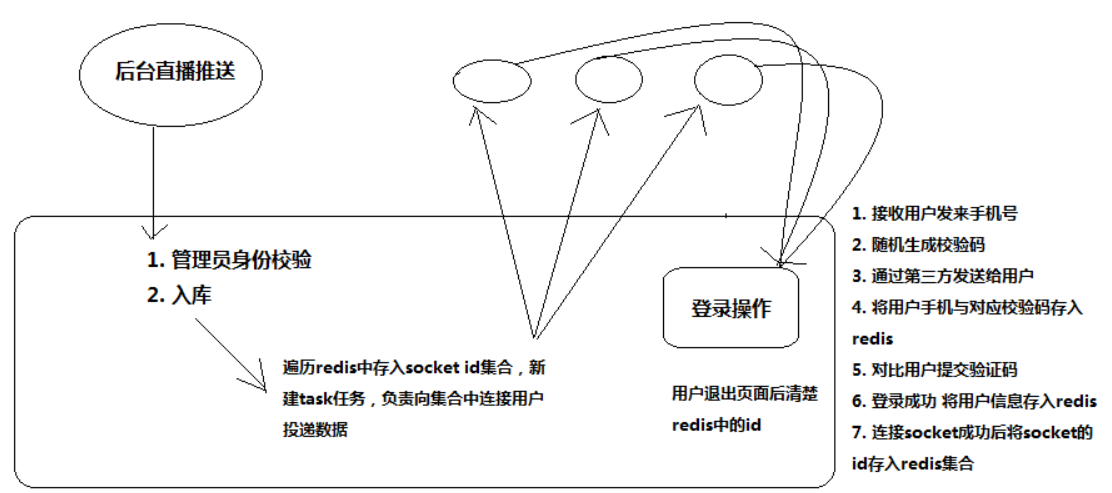 后台直播推送
1. 管理员身份校验
2. 入库
遍历redis中存入socket id集合，新
建task任务，负责向集合中连接用户
投递数据
登录操作
用户退出页面后清楚
redis中的id
1. 接收用户发来手机号
2. 随机生成校验码
3. 通过第三方发送给用户
4. 将用户手机与对应校验码存入
redis
5. 对比用户提交验证码
6. 登录成功 将用户信息存入redis
7. 连接socket成功后将socket的
id存入redis集合